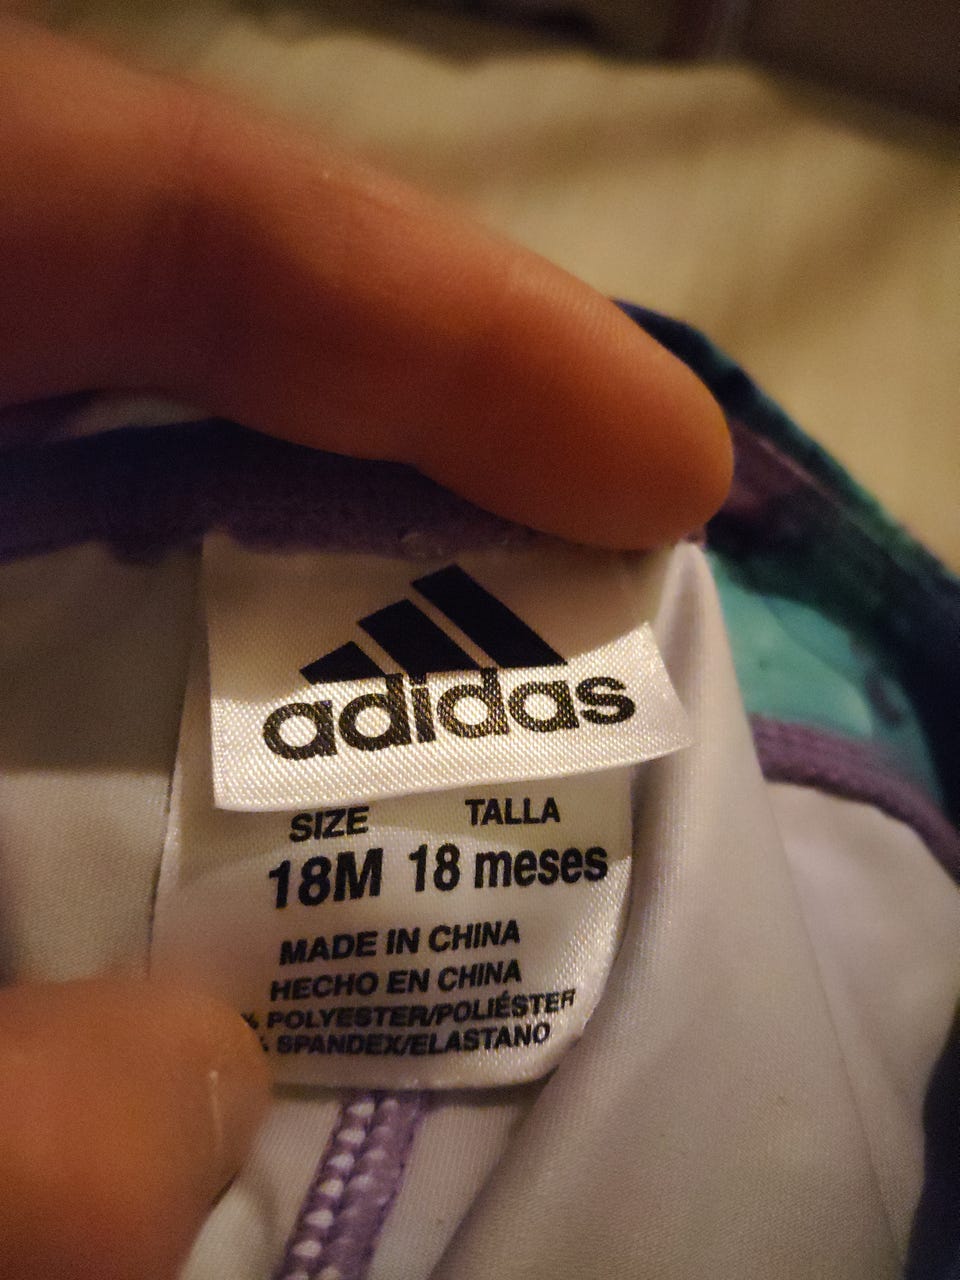 adidas
SIZE TALLA
18M 18 meses
MADE IN CHINA
HECHO EN CHINA
% POLYESTER/POLIÉSTER
% SPANDEX/ELASTANO